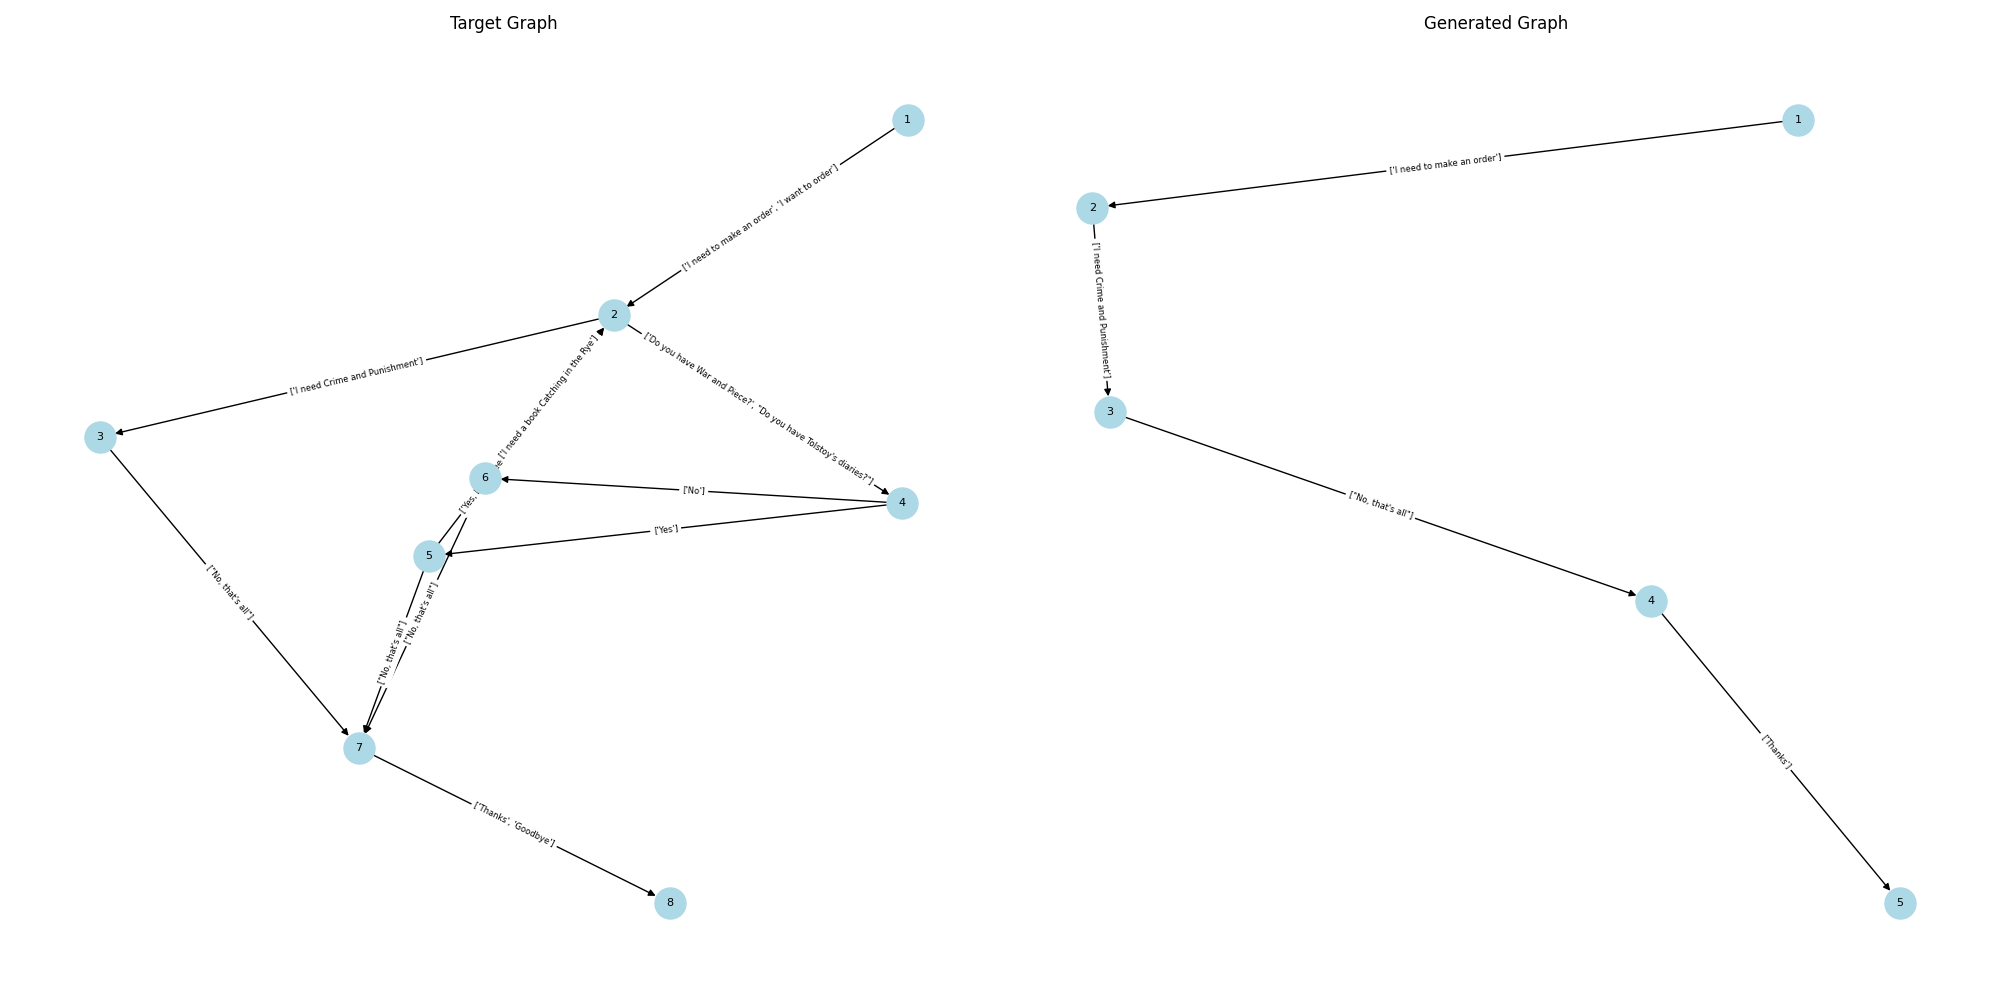 Target Graph
1
['I need to make an order', 'I want to order']
2
['I need Crime and Punishment']
['Do you have War and Piece?', "Do you have Tolstoy's diaries?"]
['I need a book Catching in the Rye']
3
6
['No']
4
['Yes,
['Yes']
5
["No, that's all"]
["No, that's all"]
["No, that's all"]
7
['Thanks', 'Goodbye']
8
Generated Graph
1
['I need to make an order']
2
['I need Crime and Punishment']
3
["No, that's all"]
4
['Thanks']
5